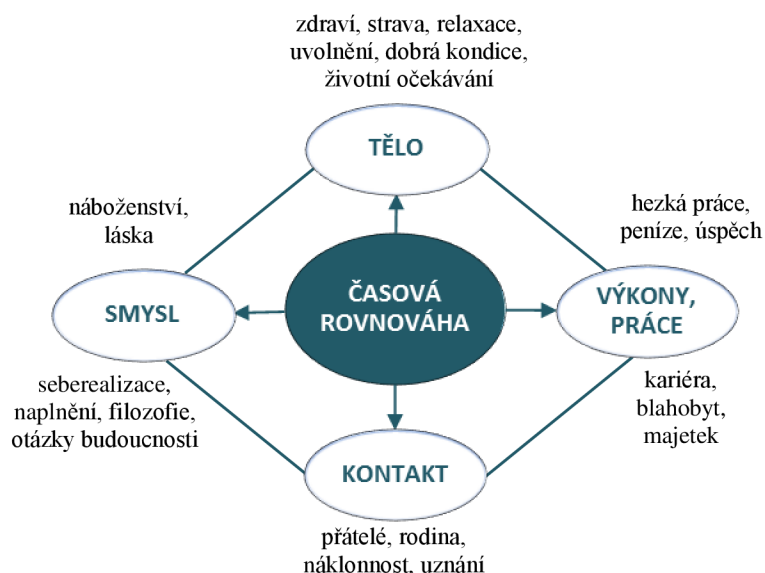 zdraví, strava, relaxace,
uvolnění, dobrá kondice,
životní očekávání
TĚLO
náboženství,
láska
hezká práce,
peníze, úspěch
ČASOVÁ
ROVNOVÁHA
SMYSL
VÝKONY,
PRÁCE
seberealizace,
naplnění, filozofie,
otázky budoucnosti
kariéra,
blahobyt,
majetek
KONTAKT
přátelé, rodina,
náklonnost, uznání